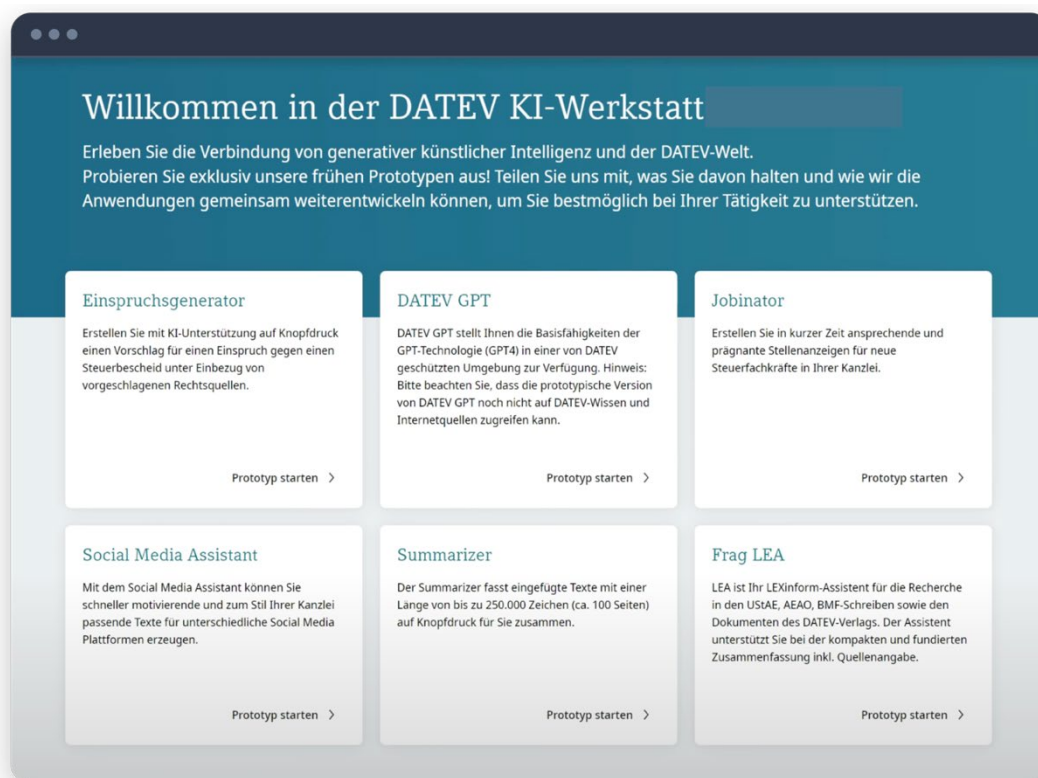 Willkommen in der DATEV KI-Werkstatt
Erleben Sie die Verbindung von generativer künstlicher Intelligenz und der DATEV-Welt.
Probieren Sie exklusiv unsere frühen Prototypen aus! Teilen Sie uns mit, was Sie davon halten und wie wir die
Anwendungen gemeinsam weiterentwickeln können, um Sie bestmöglich bei Ihrer Tätigkeit zu unterstützen.
Einspruchsgenerator
Erstellen Sie mit KI-Unterstützung auf Knopfdruck
einen Vorschlag für einen Einspruch gegen einen
Steuerbescheid unter Einbezug von
vorgeschlagenen Rechtsquellen.
Prototyp starten
DATEV GPT
DATEV GPT stellt Ihnen die Basisfähigkeiten der
GPT-Technologie (GPT4) in einer von DATEV
geschützten Umgebung zur Verfügung. Hinweis:
Bitte beachten Sie, dass die prototypische Version
von DATEV GPT noch nicht auf DATEV-Wissen und
Internetquellen zugreifen kann.
Prototyp starten
Jobinator
Erstellen Sie in kurzer Zeit ansprechende und
prägnante Stellenanzeigen für neue
Steuerfachkräfte in Ihrer Kanzlei.
Prototyp starten
Social Media Assistant
Mit dem Social Media Assistant können Sie
schneller motivierende und zum Stil Ihrer Kanzlei
passende Texte für unterschiedliche Social Media
Plattformen erzeugen.
Prototyp starten
Summarizer
Der Summarizer fasst eingefügte Texte mit einer
Länge von bis zu 250.000 Zeichen (ca. 100 Seiten)
auf Knopfdruck für Sie zusammen.
Prototyp starten
Frag LEA
LEA ist Ihr LEXinform-Assistent für die Recherche
in den UStAE, AEAO, BMF-Schreiben sowie den
Dokumenten des DATEV-Verlags. Der Assistent
unterstützt Sie bei der kompakten und fundierten
Zusammenfassung inkl. Quellenangabe.
Prototyp starten